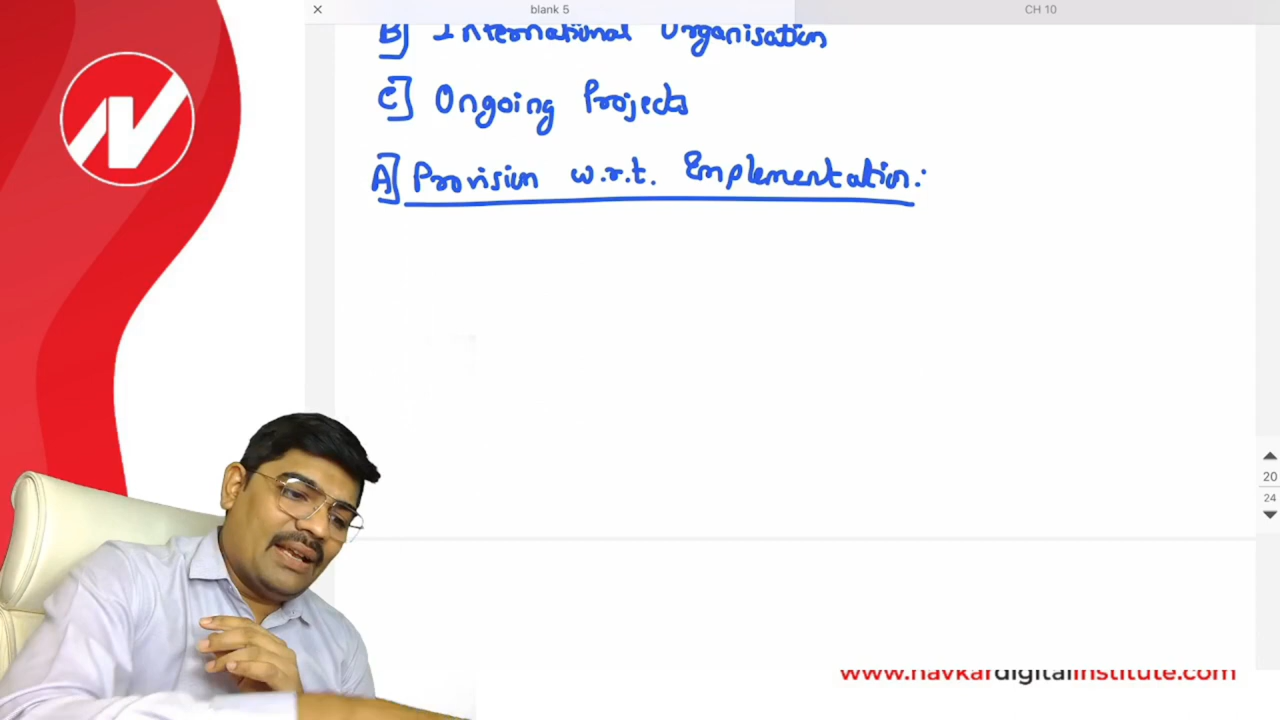 blank 5
CH 10
B] International Organisation
C] Ongoing Projects
A] Provision w.r.t. Implementation:
20
24
www.navkardigitalinstitute.com